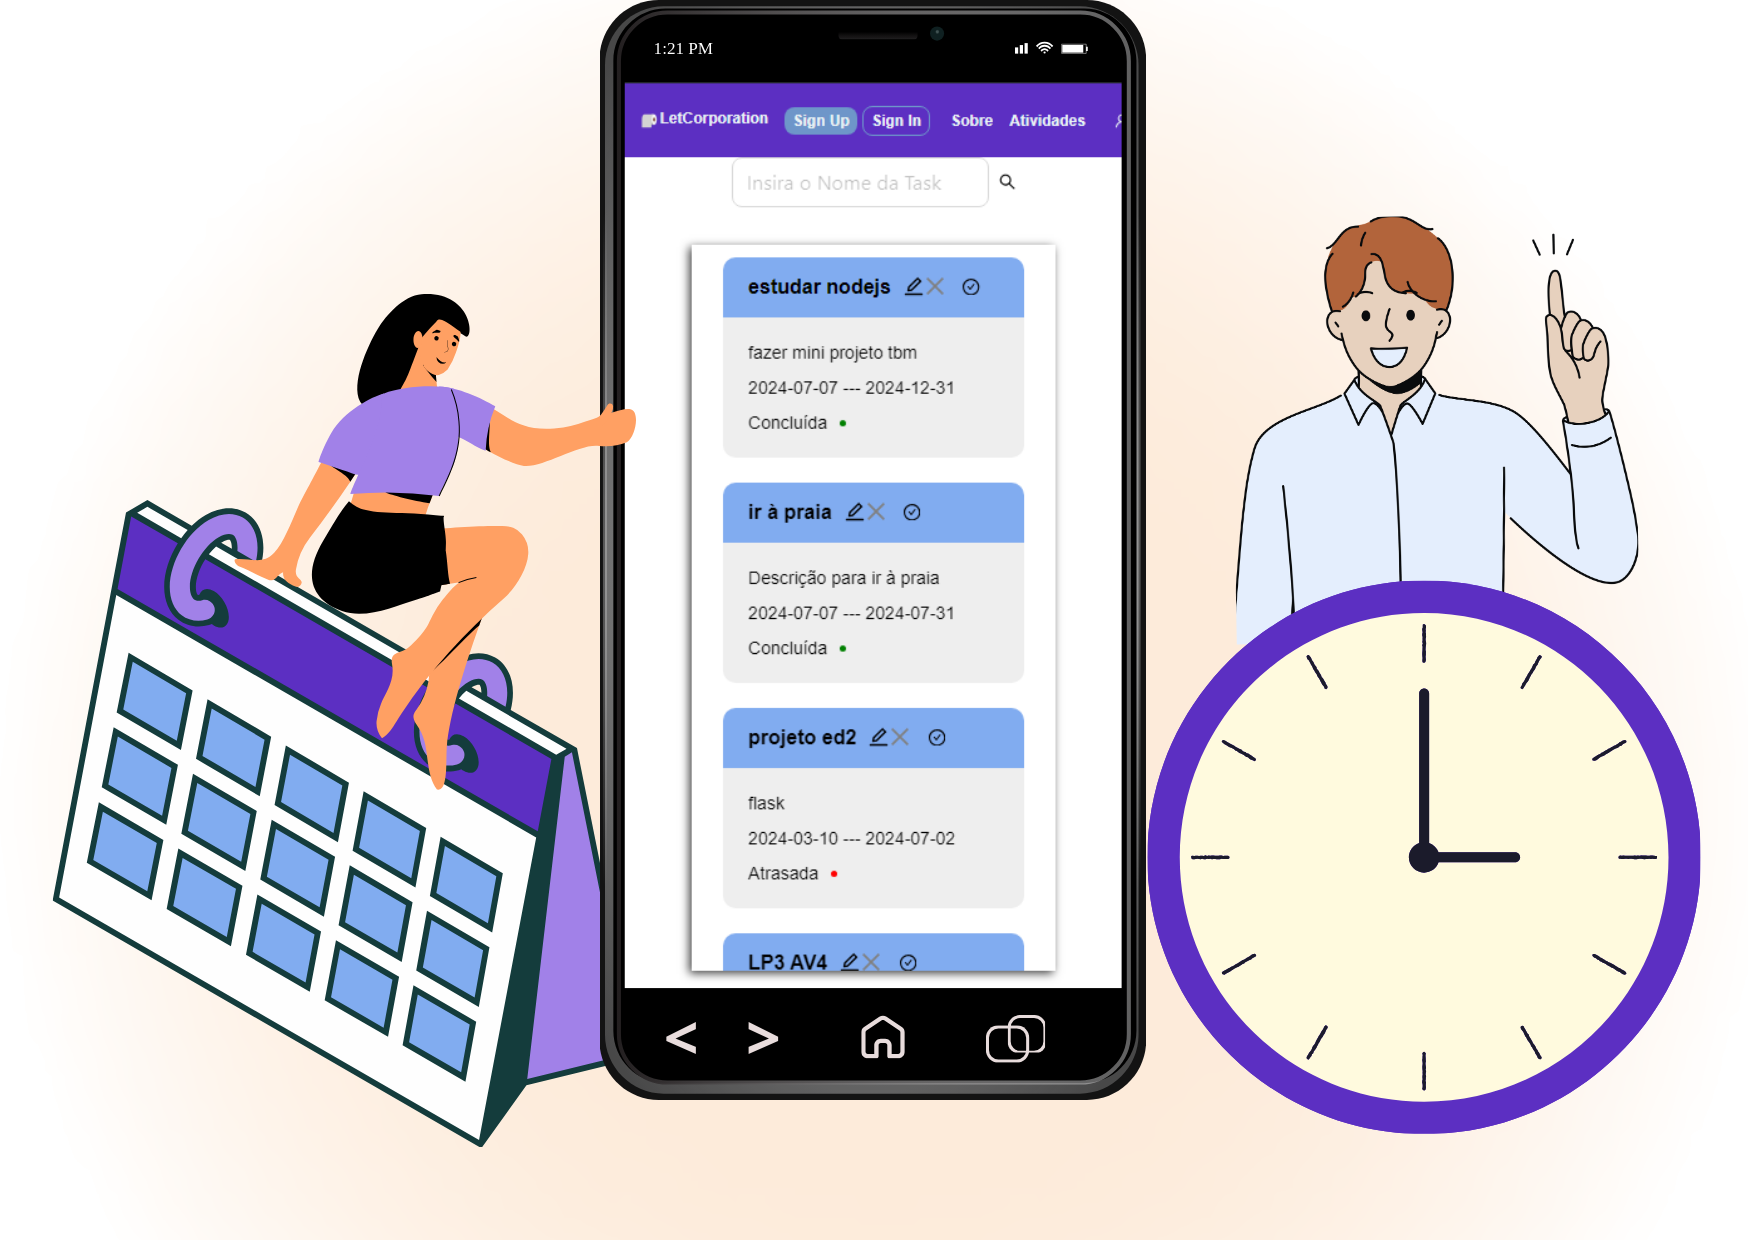 1:21 PM
LetCorporation Sign Up Sign In Sobre Atividades
Insira o Nome da Task
estudar nodejs
fazer mini projeto tbm
2024-07-07 --- 2024-12-31
Concluída
ir à praia
Descrição para ir à praia
2024-07-07 --- 2024-07-31
Concluída
projeto ed2
flask
2024-03-10 --- 2024-07-02
Atrasada
LP3 AV4